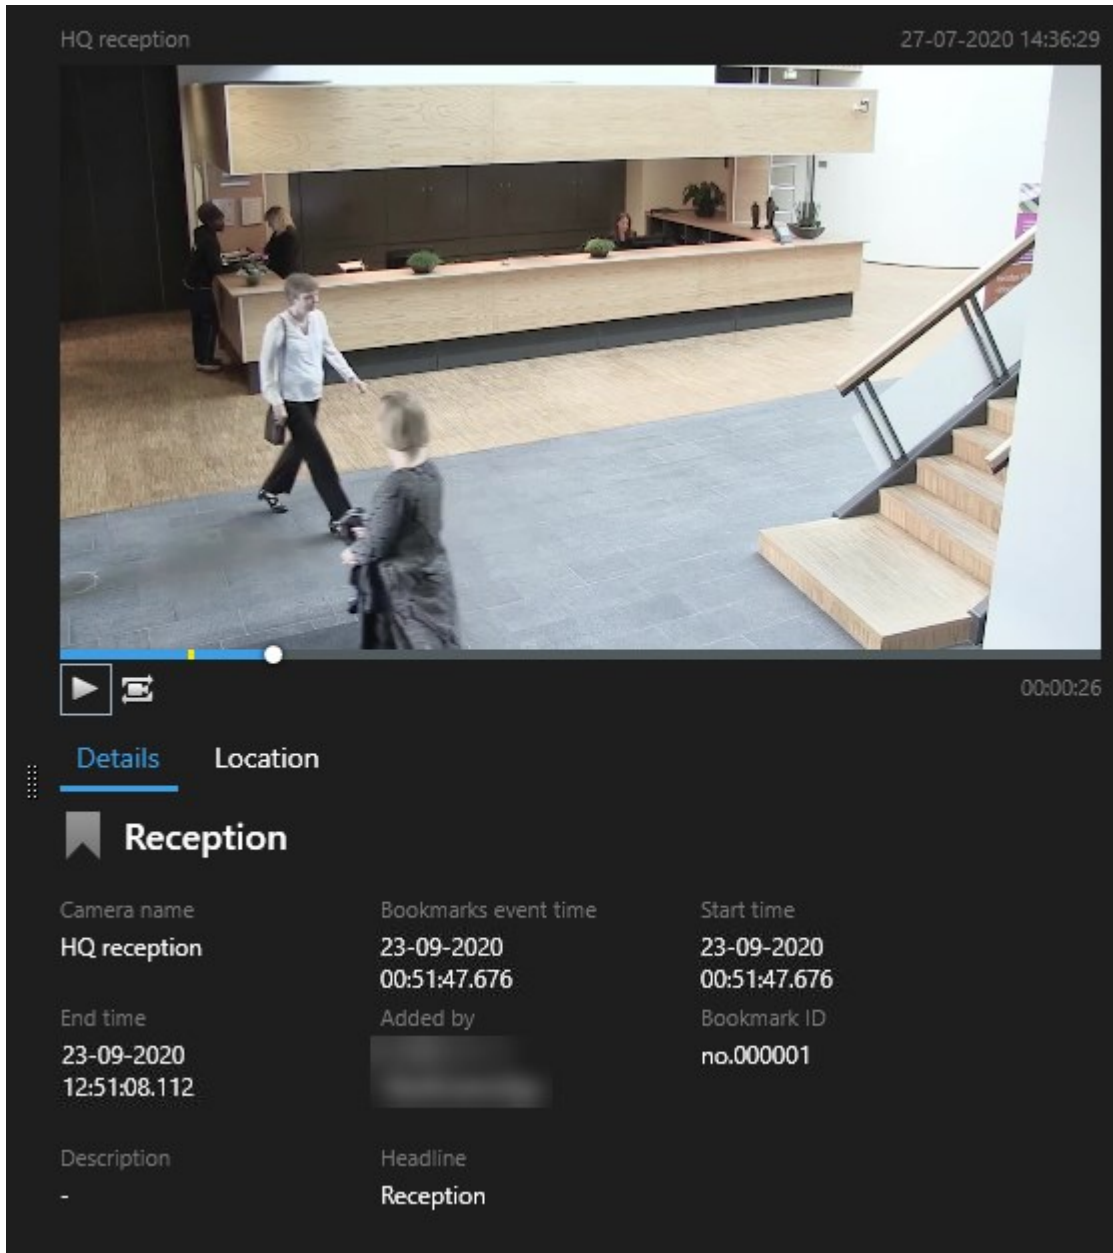 HQ reception
27-07-2020 14:36:29
00:00:26
Details
Location
Reception
Camera name
Bookmarks event time
Start time
HQ reception
23-09-2020
00:51:47.676
23-09-2020
00:51:47.676
End time
Added by
Bookmark ID
23-09-2020
12:51:08.112
no.000001
Description
Headline
-
Reception